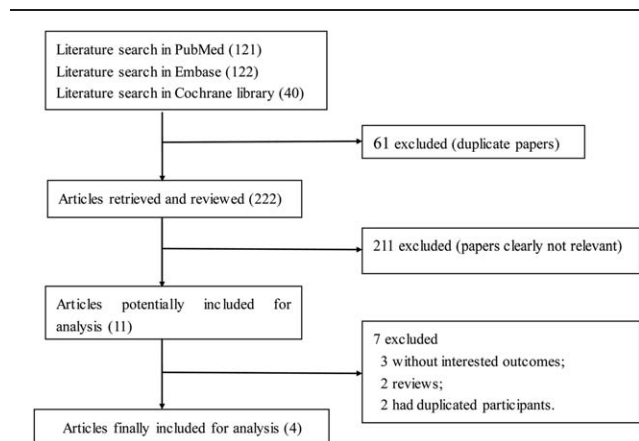 Literature search in PubMed (121)
Literature search in Embase (122)
Literature search in Cochrane library (40)
61 excluded (duplicate papers)
Articles retrieved and reviewed (222)
211 excluded (papers clearly not relevant)
Articles potentially included for
analysis (11)
7 excluded
3 without interested outcomes;
2 reviews;
2 had duplicated participants.
Articles finally included for analysis (4)